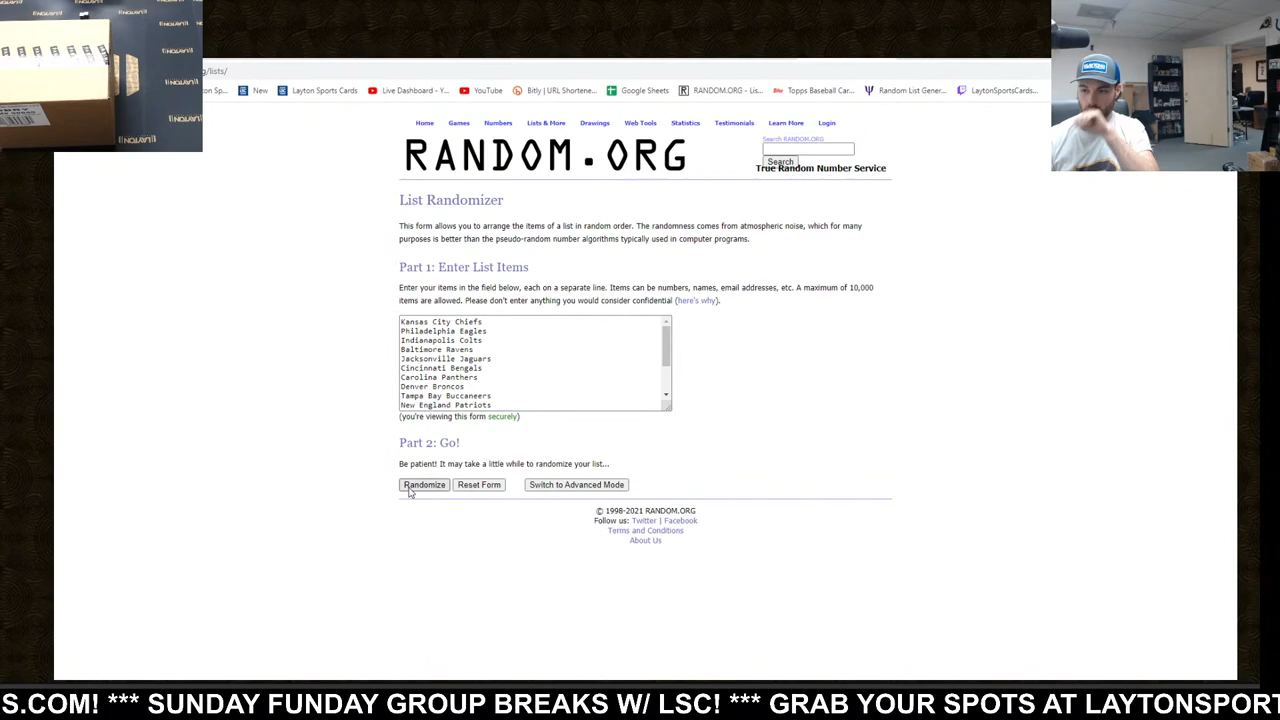 g/lists/
on Sp...
New
Layton Sports Cards
Live Dashboard - Y...
YouTube
Bitly | URL Shortene...
Google Sheets
RANDOM.ORG - Lis...
Topps Baseball Car...
Random List Gener...
LaytonSportsCards...
Home Games Numbers Lists & More Drawings Web Tools Statistics Testimonials Learn More Login
RANDOM.ORG
Search RANDOM.ORG
Search
True Random Number Service
List Randomizer
This form allows you to arrange the items of a list in random order. The randomness comes from atmospheric noise, which for many
purposes is better than the pseudo-random number algorithms typically used in computer programs.
Part 1: Enter List Items
Enter your items in the field below, each on a separate line. Items can be numbers, names, email addresses, etc. A maximum of 10,000
items are allowed. Please don't enter anything you would consider confidential (here's why).
Kansas City Chiefs
Philadelphia Eagles
Indianapolis Colts
Baltimore Ravens
Jacksonville Jaguars
Cincinnati Bengals
Carolina Panthers
Denver Broncos
Tampa Bay Buccaneers
New England Patriots
(you're viewing this form securely)
Part 2: Go!
Be patient! It may take a little while to randomize your list...
Randomize Reset Form Switch to Advanced Mode
© 1998-2021 RANDOM.ORG
Follow us: Twitter | Facebook
Terms and Conditions
About Us
S.COM! *** SUNDAY FUNDAY GROUP BREAKS W/ LSC! *** GRAB YOUR SPOTS AT LAYTONSPORT